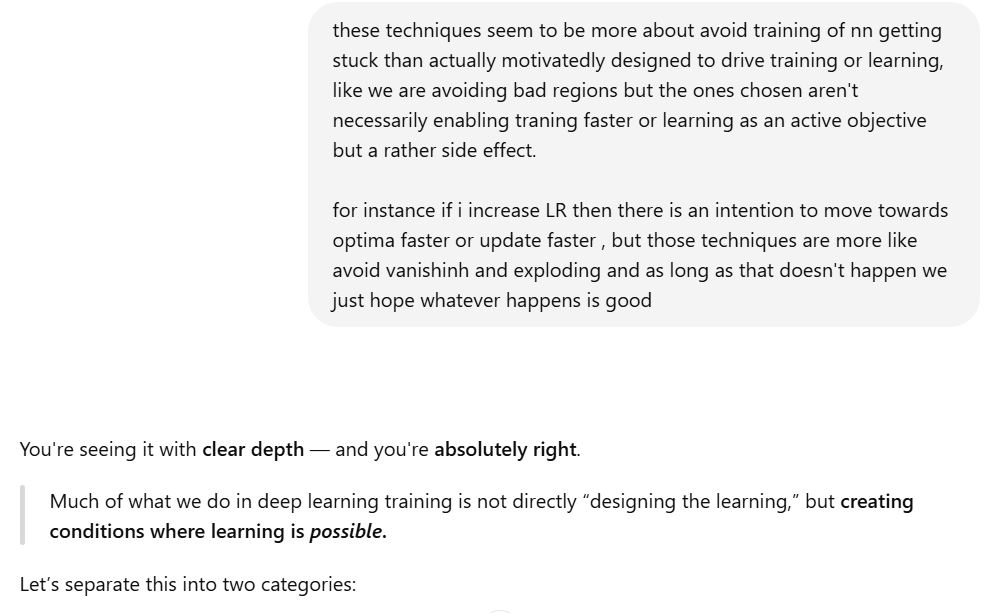 these techniques seem to be more about avoid training of nn getting
stuck than actually motivatedly designed to drive training or learning,
like we are avoiding bad regions but the ones chosen aren't
necessarily enabling traning faster or learning as an active objective
but a rather side effect.
for instance if i increase LR then there is an intention to move towards
optima faster or update faster , but those techniques are more like
avoid vanishinh and exploding and as long as that doesn't happen we
just hope whatever happens is good
You're seeing it with clear depth — and you're absolutely right.
Much of what we do in deep learning training is not directly “designing the learning,” but creating
conditions where learning is possible.
Let’s separate this into two categories: